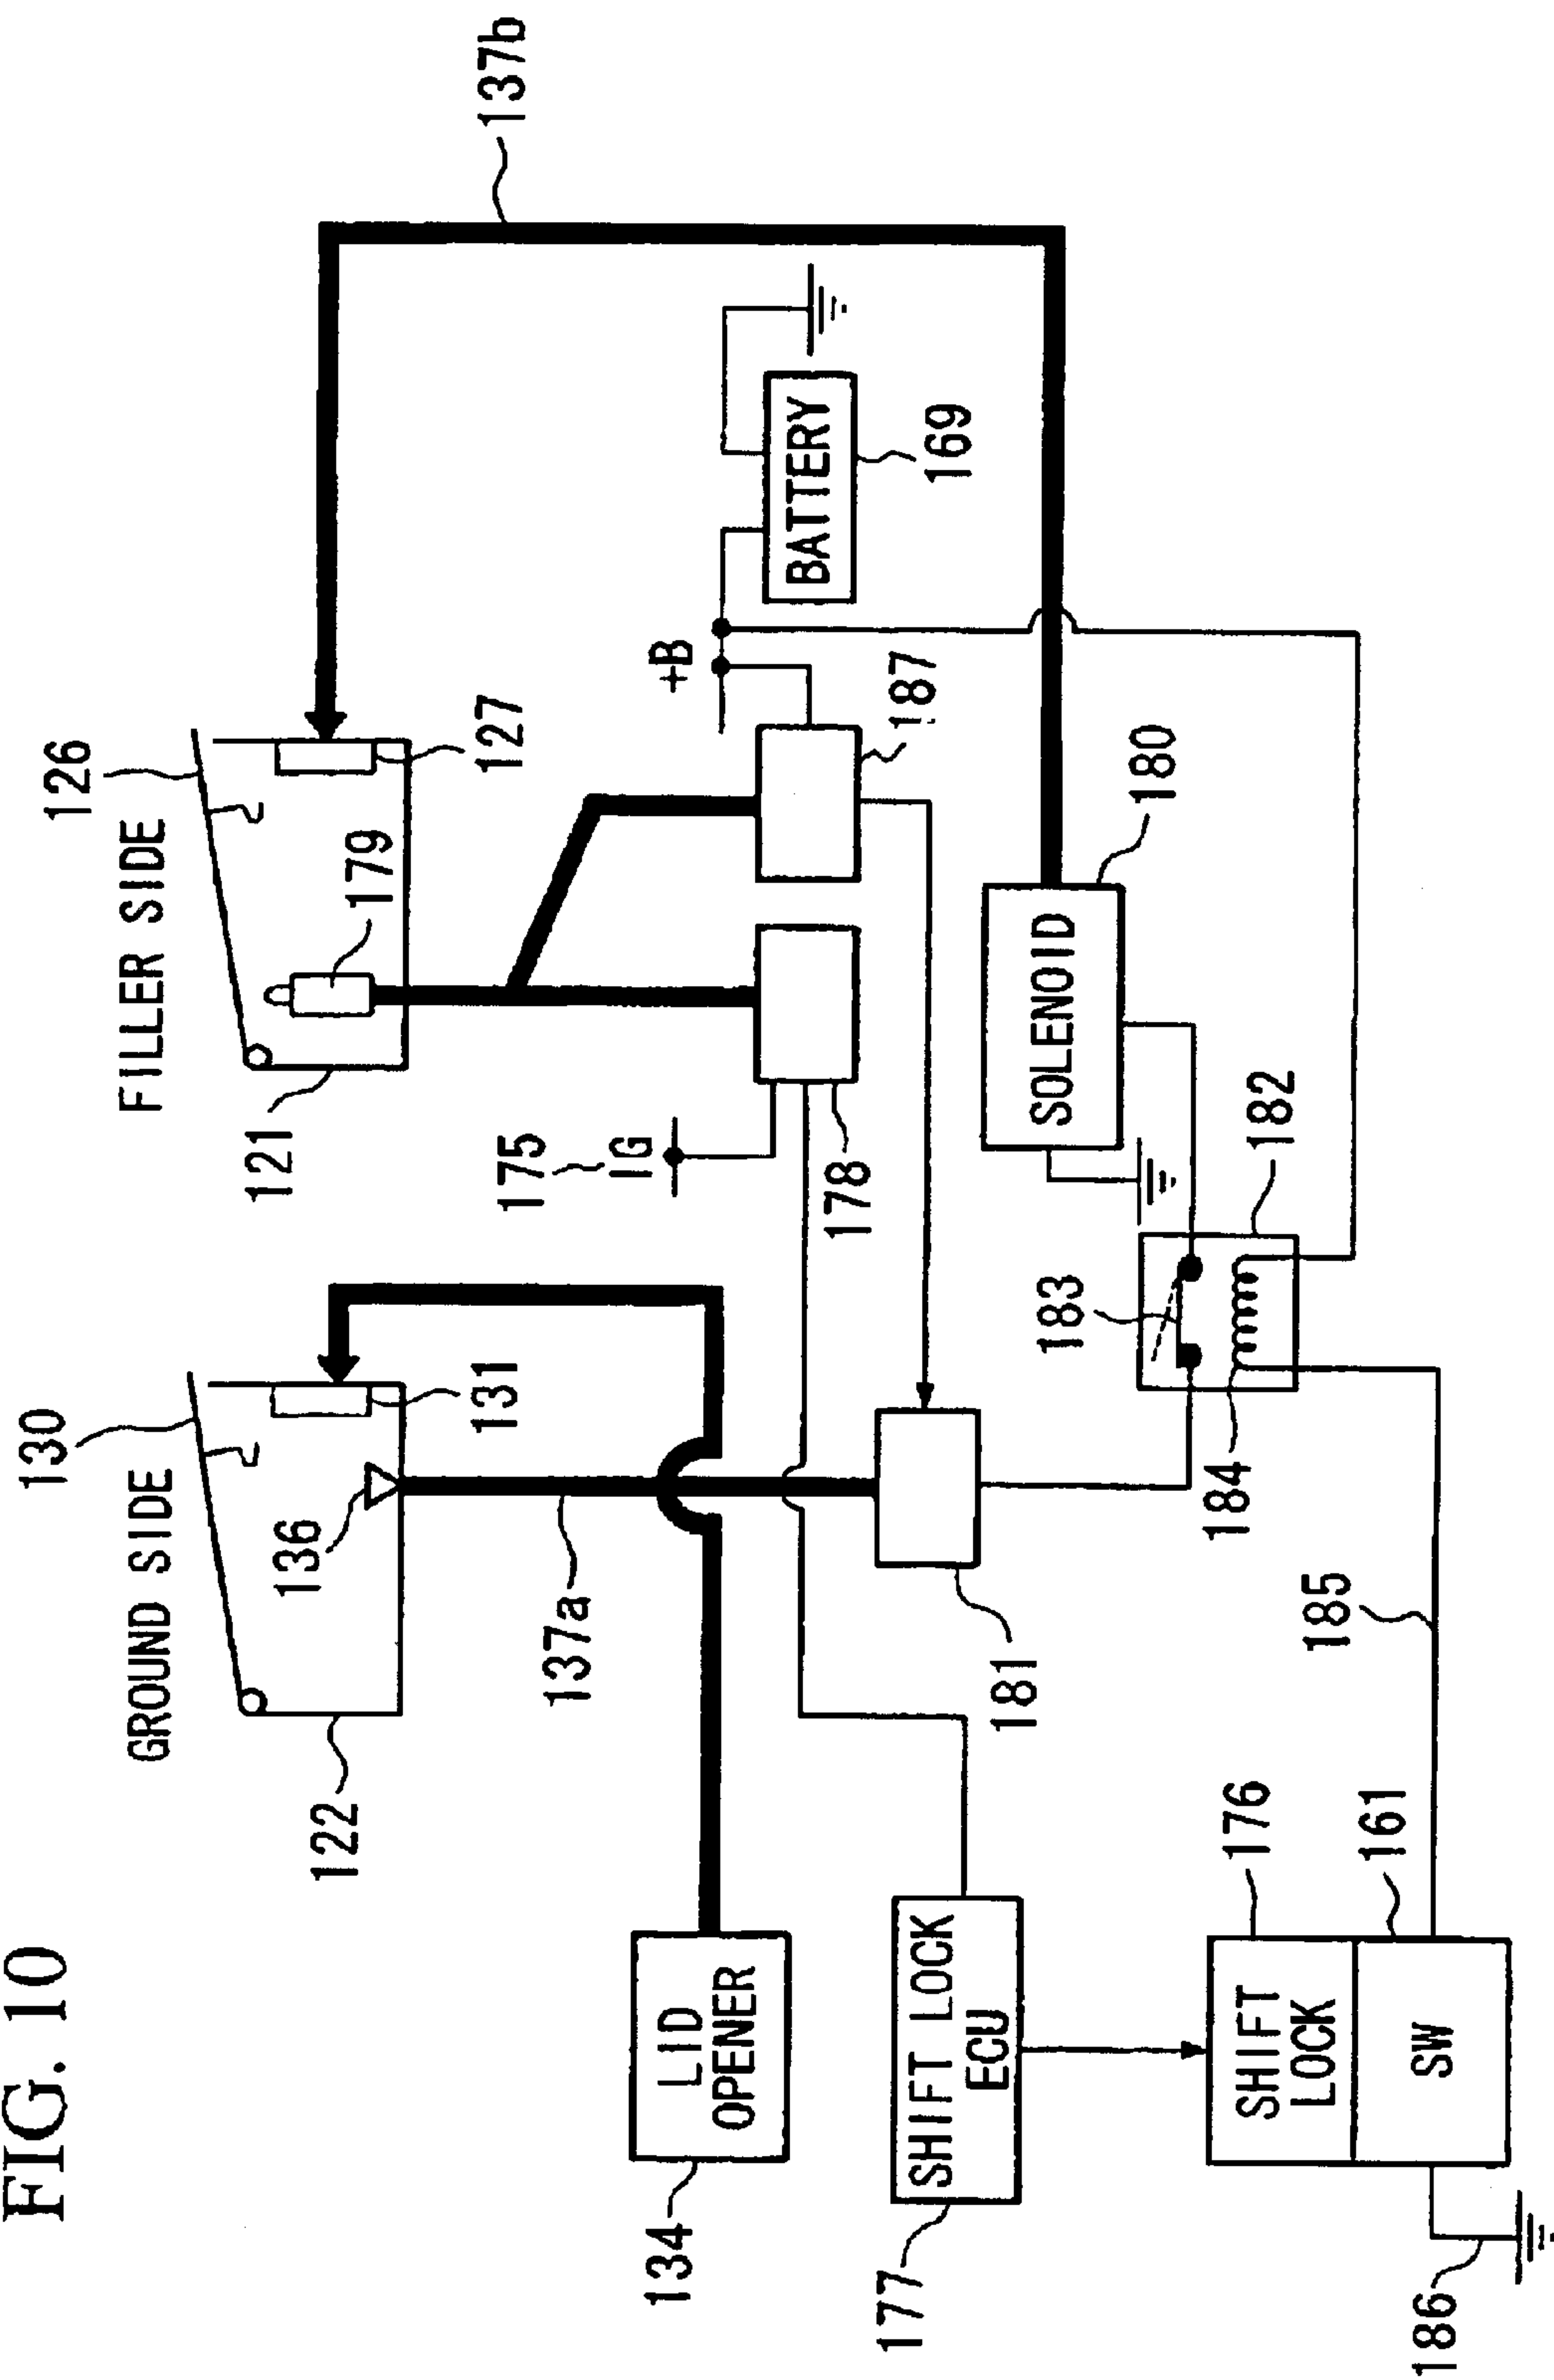 FIG. 10
130
GROUND SIDE
136
122
137a
131
126
FILLER SIDE
179
121
127
137b
175
IG
178
+B
187
BATTERY
169
LID
OPENER
134
SHIFT LOCK
ECU
177
181
SOLENOID
180
183
182
184
185
SHIFT
LOCK
176
SW
161
186